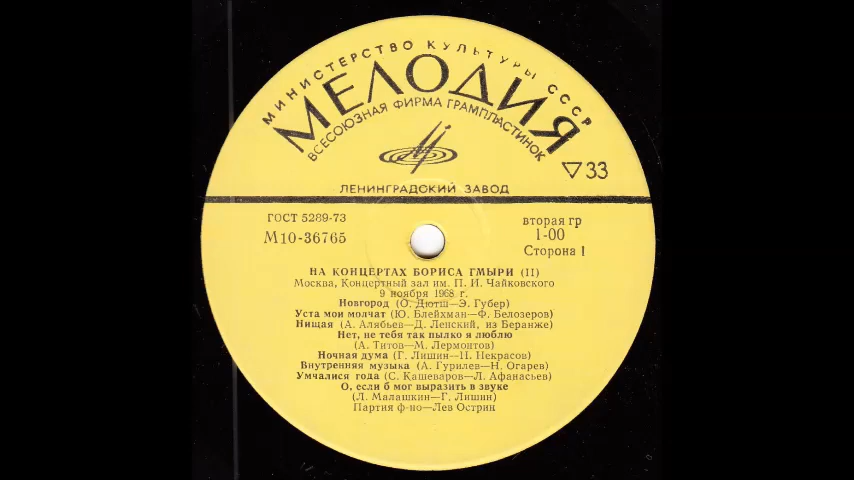 МИНИСТЕРСТВО КУЛЬТУРЫ СССР
МЕЛОДИЯ
ВСЕСОЮЗНАЯ ФИРМА ГРАМПЛАСТИНОК
▽33
ЛЕНИНГРАДСКИЙ ЗАВОД
ГОСТ 5289-73
М10-36765
вторая гр
1-00
Сторона 1
НА КОНЦЕРТАХ БОРИСА ГМЫРИ (II)
Москва, Концертный зал им. П. И. Чайковского
9 ноября 1968 г.
Новгород (О. Дютш—Э. Губер)
Уста мои молчат (Ю. Блейхман—Ф. Белозеров)
Нищая (А. Алябьев—Д. Ленский, из Беранже)
Нет, не тебя так пылко я люблю
(А. Титов—М. Лермонтов)
Ночная дума (Г. Лишин—Н. Некрасов)
Внутренняя музыка (А. Гурилев—Н. Огарев)
Умчалися года (С. Кашеваров—Л. Афанасьев)
О, если б мог выразить в звуке
(Л. Малашкин—Г. Лишин)
Партия ф-но—Лев Острин